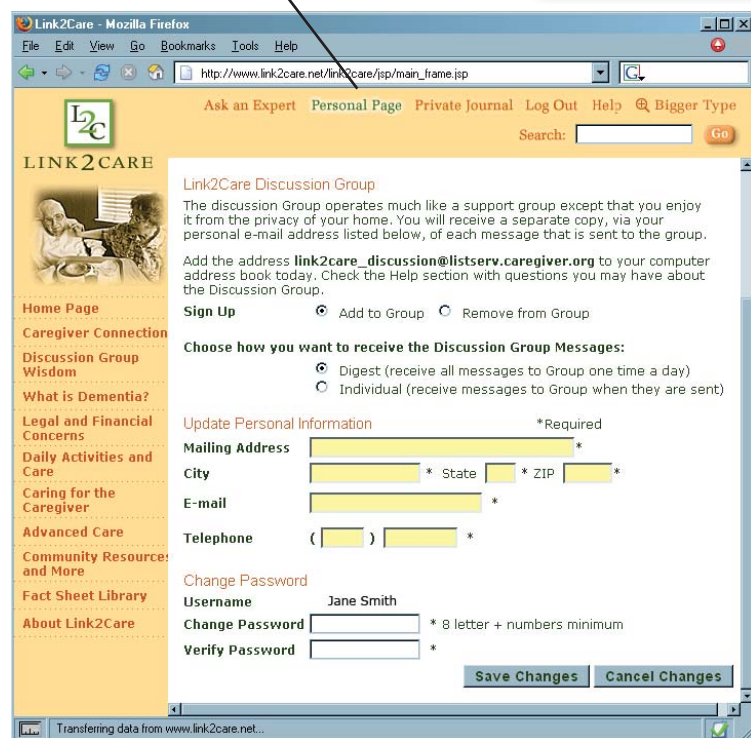 Link2Care - Mozilla Firefox
File Edit View Go Bookmarks Tools Help
http://www.link2care.net/link2care/jsp/main_frame.jsp G
Ask an Expert Personal Page Private Journal Log Out Help Bigger Type
Search: Go
L2C
LINK2CARE
Home Page
Caregiver Connection
Discussion Group
Wisdom
What is Dementia?
Legal and Financial
Concerns
Daily Activities and
Care
Caring for the
Caregiver
Advanced Care
Community Resources
and More
Fact Sheet Library
About Link2Care
Link2Care Discussion Group
The discussion Group operates much like a support group except that you enjoy
it from the privacy of your home. You will receive a separate copy, via your
personal e-mail address listed below, of each message that is sent to the group.
Add the address link2care_discussion@listserv.caregiver.org to your computer
address book today. Check the Help section with questions you may have about
the Discussion Group.
Sign Up Add to Group Remove from Group
Choose how you want to receive the Discussion Group Messages:
Digest (receive all messages to Group one time a day)
Individual (receive messages to Group when they are sent)
Update Personal Information *Required
Mailing Address *
City * State * ZIP *
E-mail *
Telephone ( ) *
Change Password
Username Jane Smith
Change Password * 8 letter + numbers minimum
Verify Password *
Save Changes Cancel Changes
Transferring data from www.link2care.net...